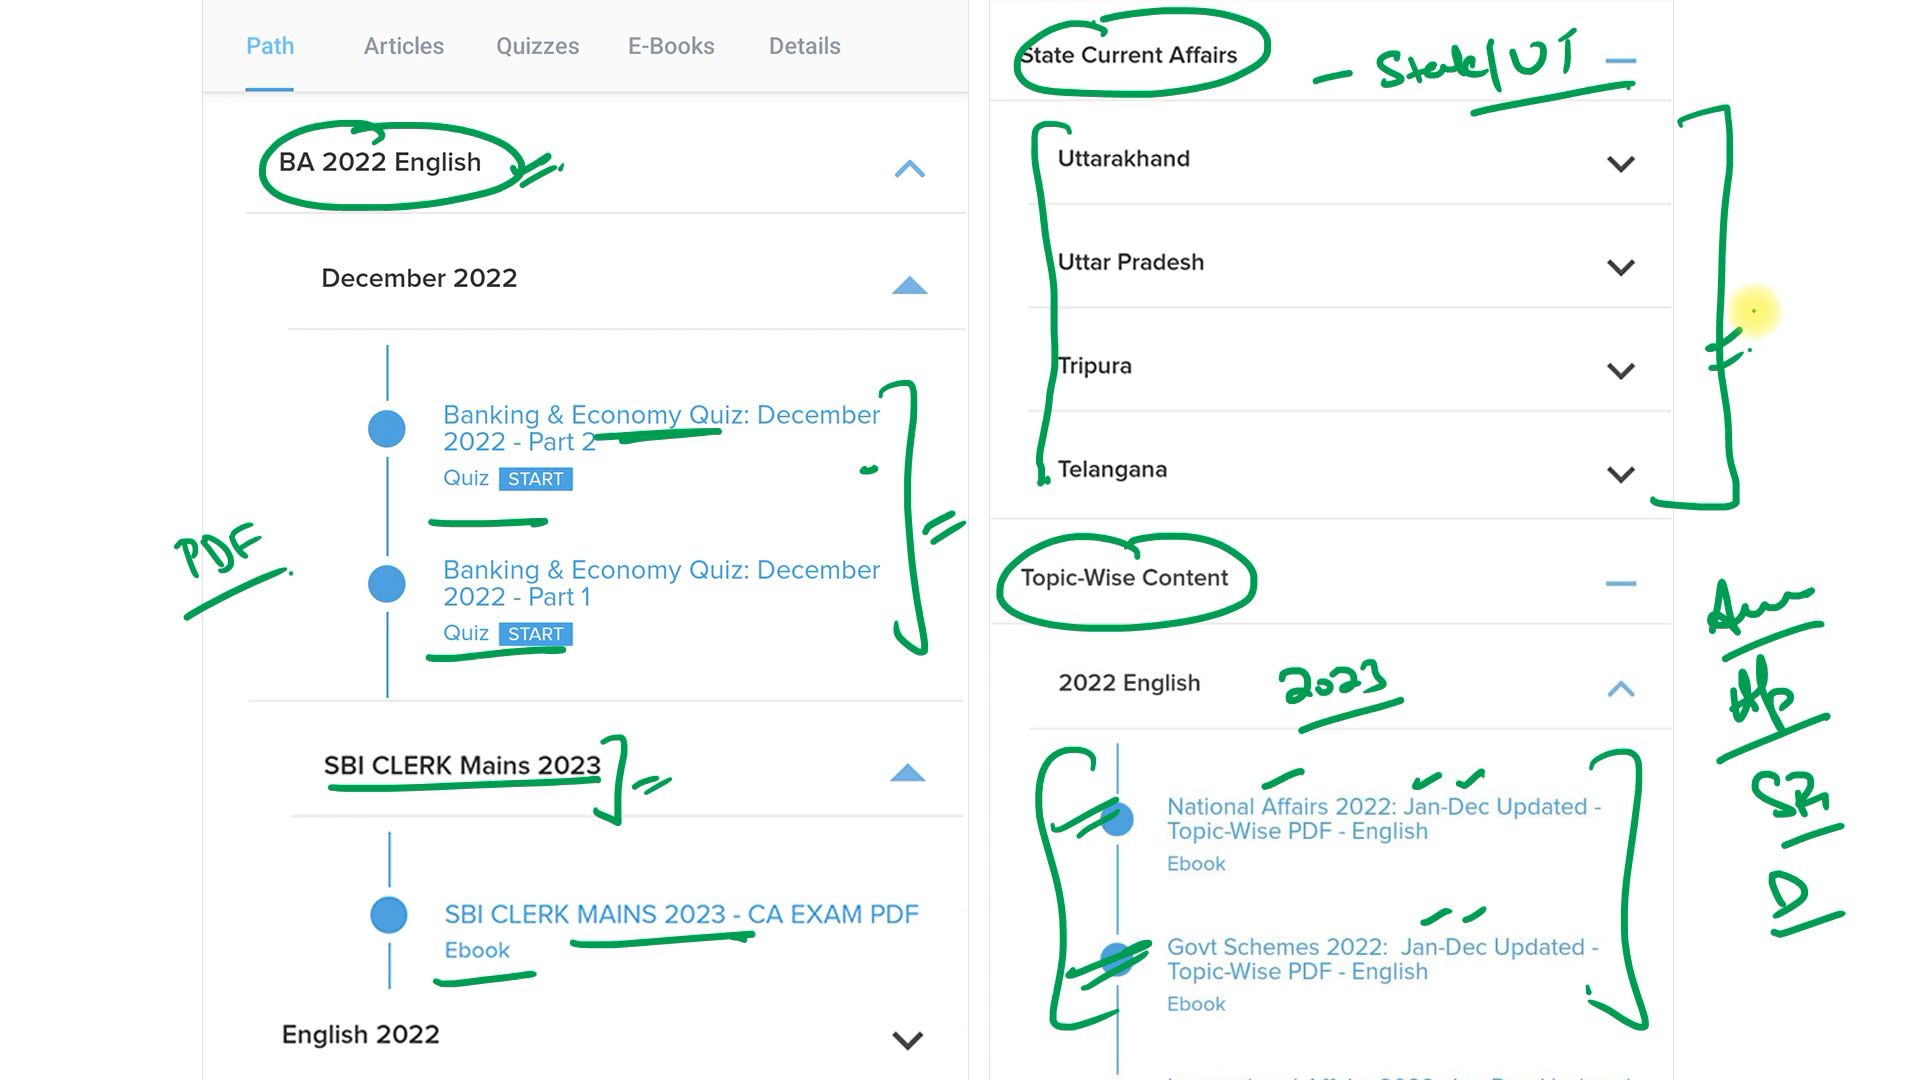 Path
Articles
Quizzes
E-Books
Details
BA 2022 English
December 2022
Banking & Economy Quiz: December
2022 - Part 2
Quiz START
PDF
Banking & Economy Quiz: December
2022 - Part 1
Quiz START
SBI CLERK Mains 2023
SBI CLERK MAINS 2023 - CA EXAM PDF
Ebook
English 2022
State Current Affairs
- State/UT
Uttarakhand
Uttar Pradesh
Tripura
Telangana
Topic-Wise Content
2022 English
2023
National Affairs 2022: Jan-Dec Updated -
Topic-Wise PDF - English
Ebook
Govt Schemes 2022: Jan-Dec Updated -
Topic-Wise PDF - English
Ebook
D